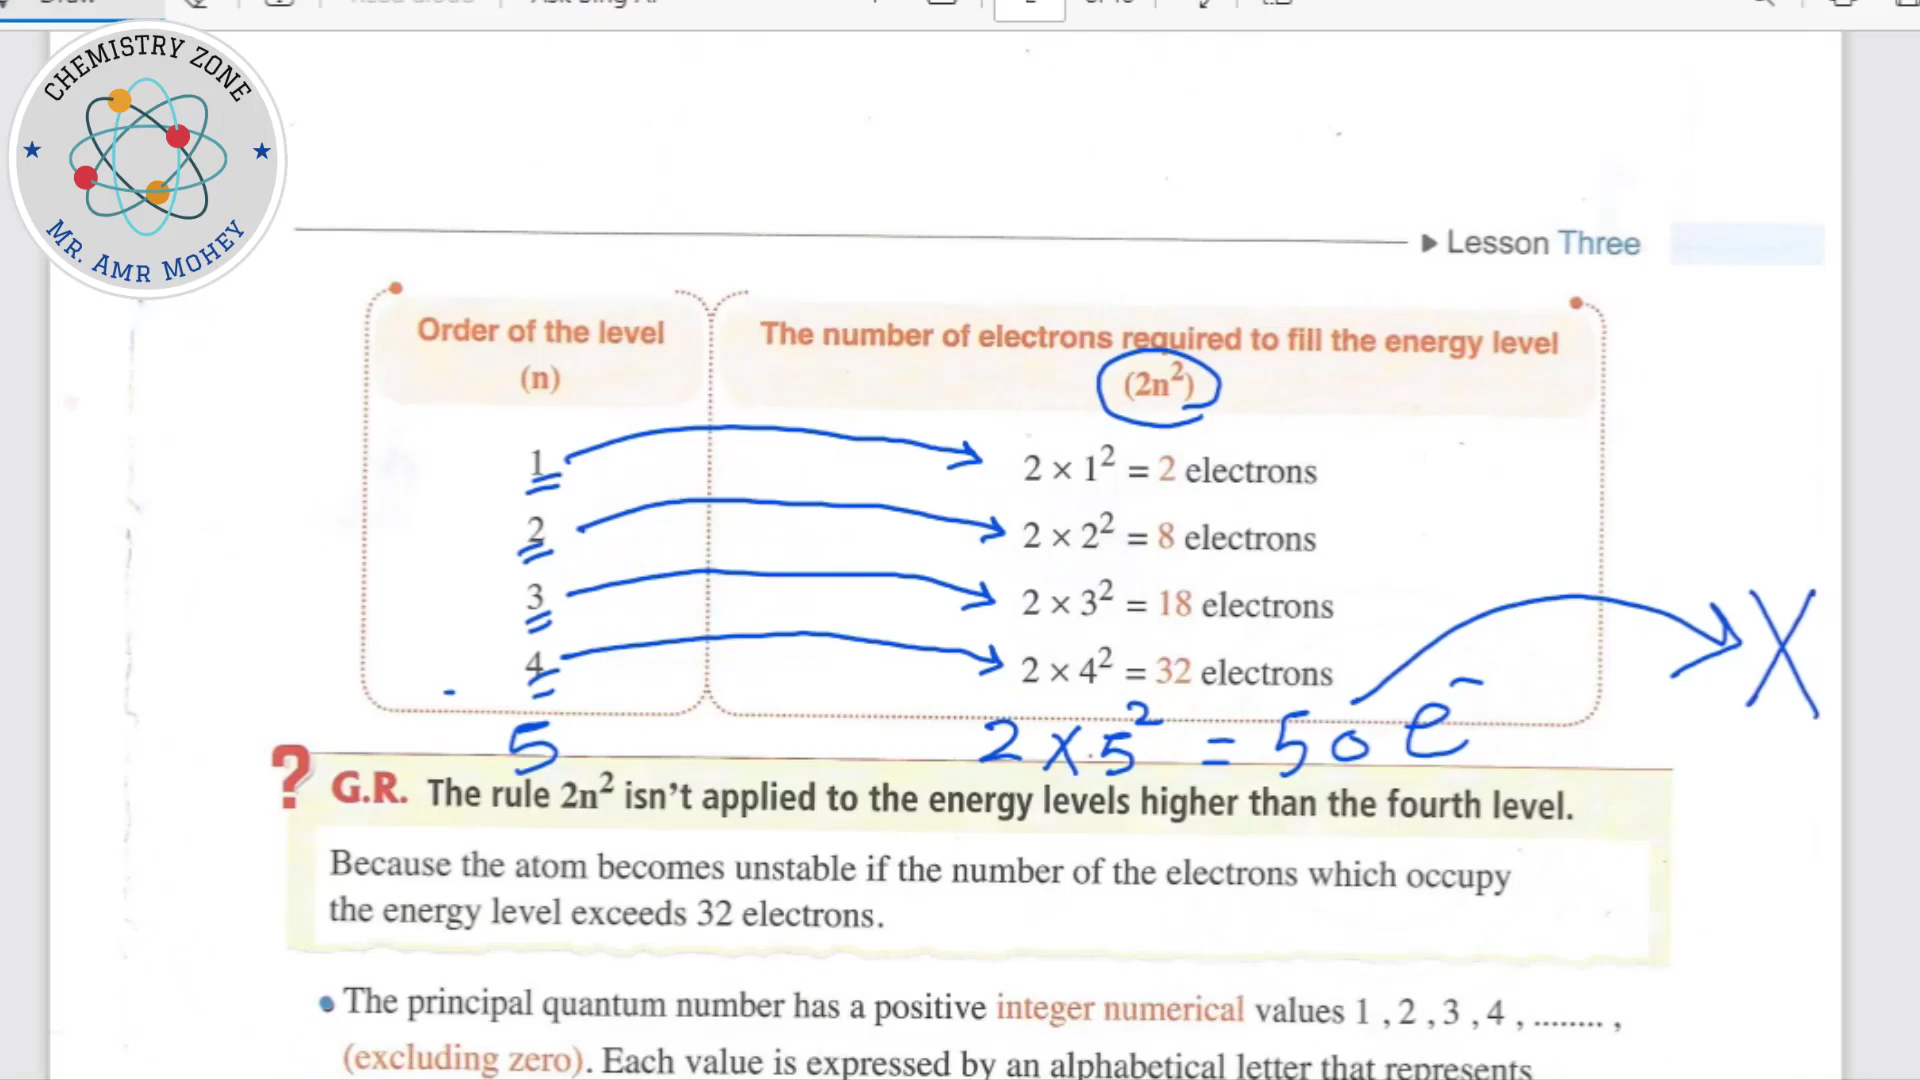 CHEMISTRY ZONE
MR. AMR MOHEY
Lesson Three
Order of the level
(n)
The number of electrons required to fill the energy level
(2n²)
1
2 × 1² = 2 electrons
2
2 × 2² = 8 electrons
3
2 × 3² = 18 electrons
4
2 × 4² = 32 electrons
5
2 × 5² = 50 e⁻
X
? G.R. The rule 2n² isn't applied to the energy levels higher than the fourth level.
Because the atom becomes unstable if the number of the electrons which occupy
the energy level exceeds 32 electrons.
• The principal quantum number has a positive integer numerical values 1 , 2 , 3 , 4 , ........ ,
(excluding zero). Each value is expressed by an alphabetical letter that represents